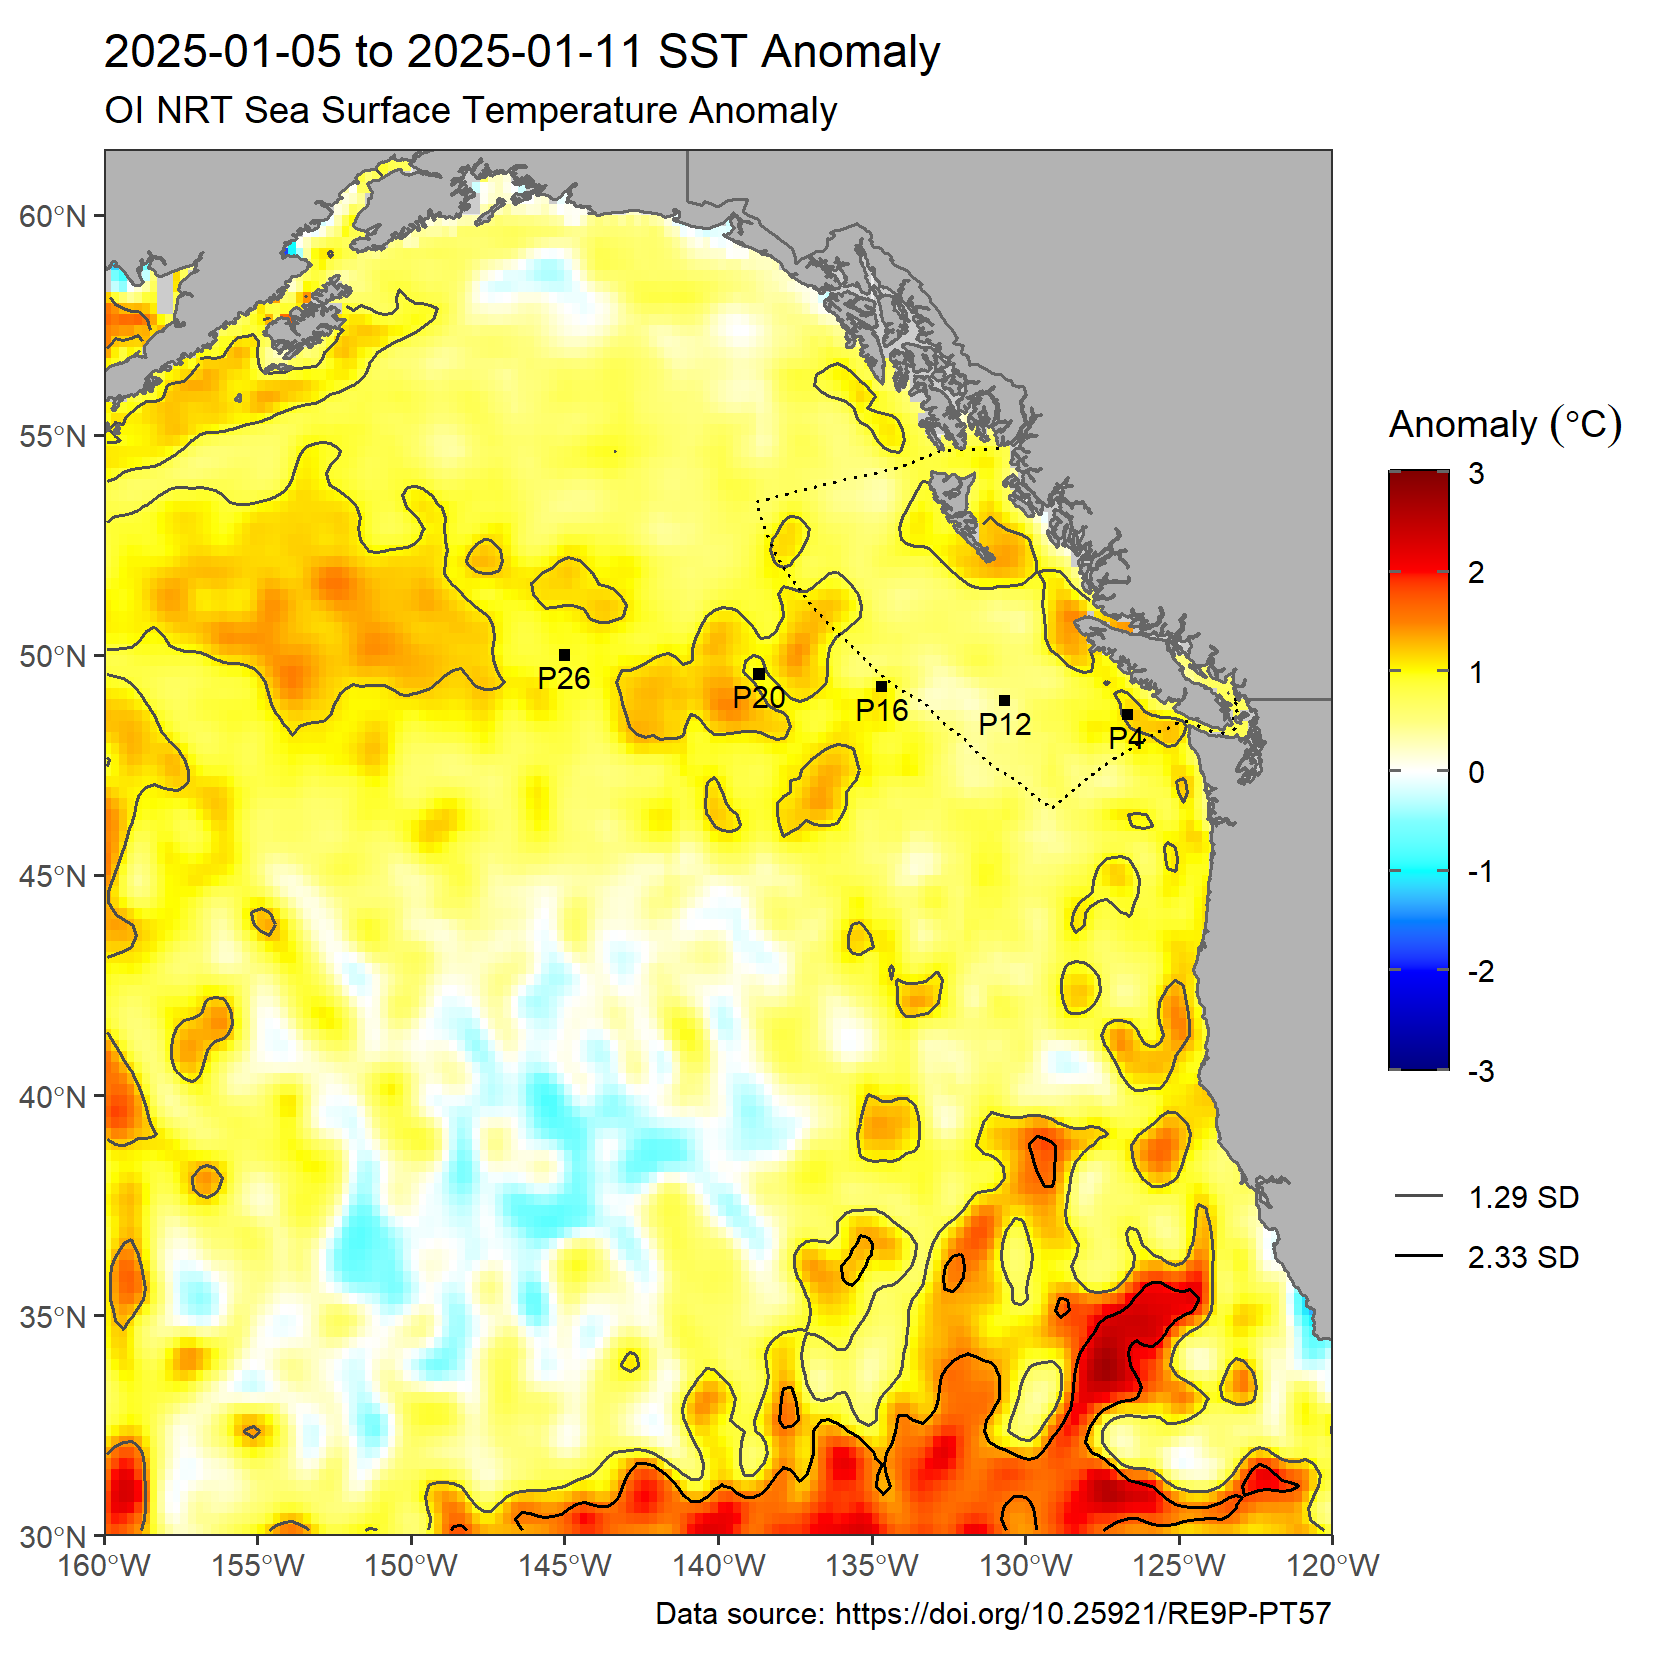 2025-01-05 to 2025-01-11 SST Anomaly
OI NRT Sea Surface Temperature Anomaly
60°N
55°N
50°N
45°N
40°N
35°N
30°N
P26
P20
P16
P12
P4
160°W
155°W
150°W
145°W
140°W
135°W
130°W
125°W
120°W
Anomaly (°C)
3
2
1
0
-1
-2
-3
1.29 SD
2.33 SD
Data source: https://doi.org/10.25921/RE9P-PT57